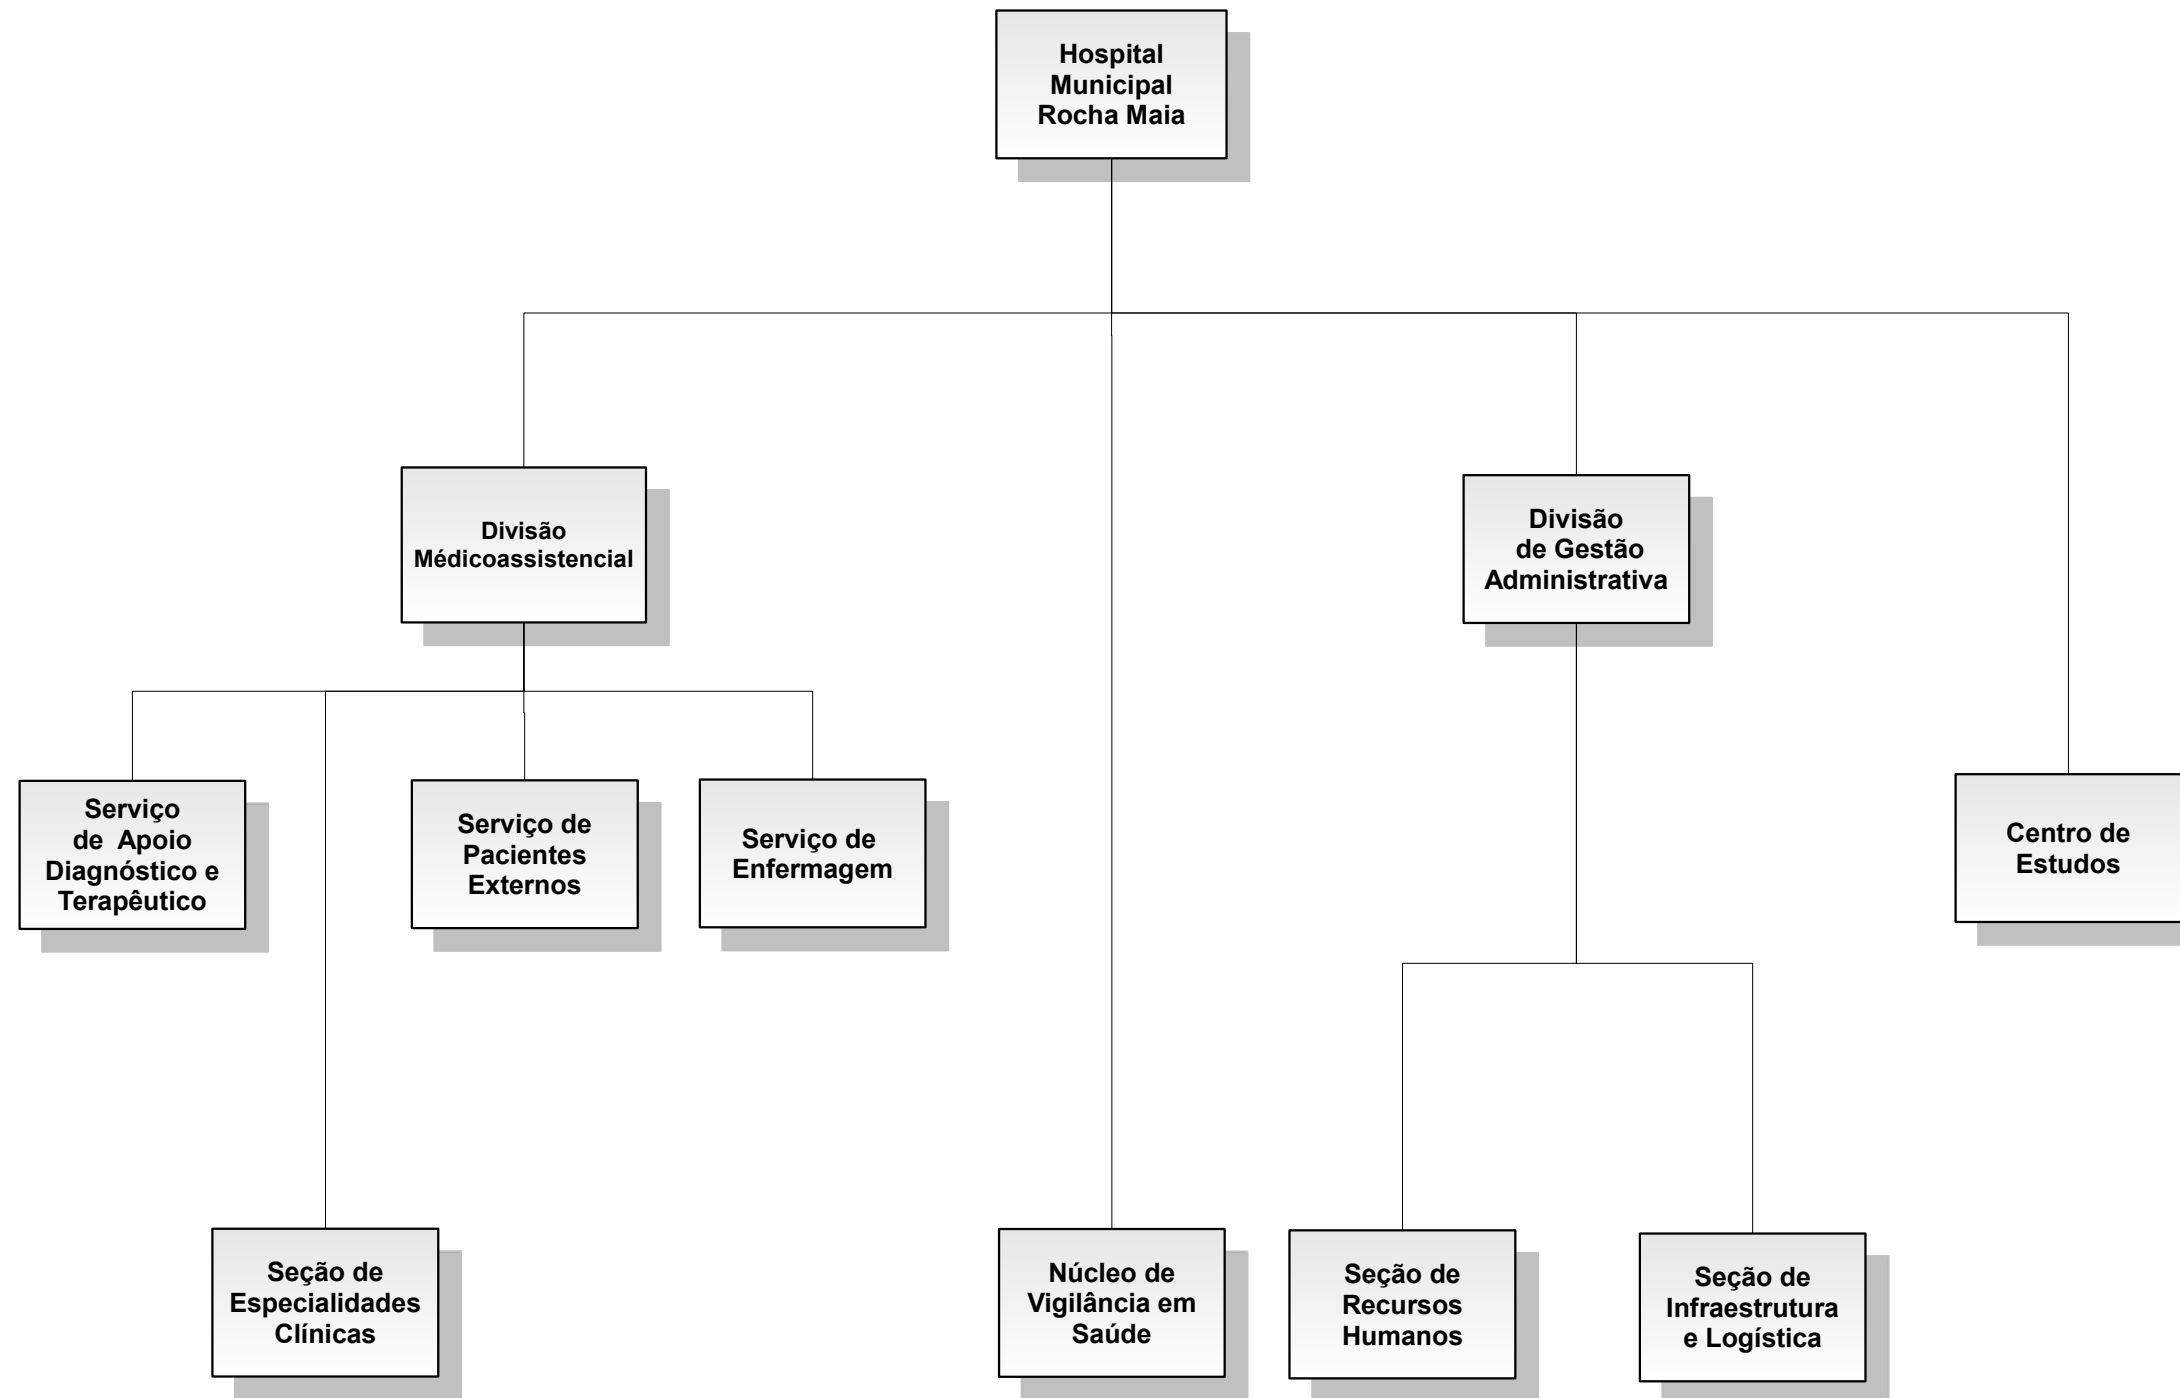 Hospital
Municipal
Rocha Maia
Divisão
Médicoassistencial
Divisão
de Gestão
Administrativa
Serviço
de  Apoio
Diagnóstico e
Terapêutico
Serviço de
Pacientes
Externos
Serviço de
Enfermagem
Centro de
Estudos
Seção de
Especialidades
Clínicas
Núcleo de
Vigilância em
Saúde
Seção de
Recursos
Humanos
Seção de
Infraestrutura
e Logística